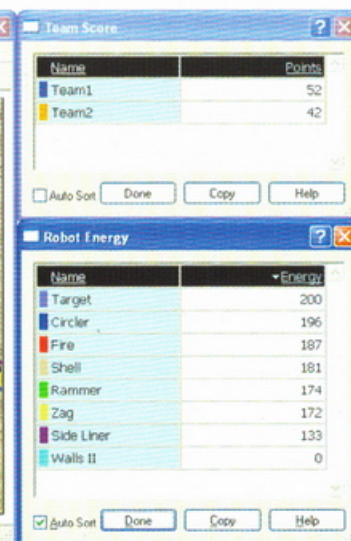 Team Score
Name Points
Team1 52
Team2 42
Auto Sort Done Copy Help
Robot Energy
Name Energy
Target 200
Circler 196
Fire 187
Shell 181
Rammer 174
Zag 172
Side Liner 133
Walls II 0
Auto Sort Done Copy Help